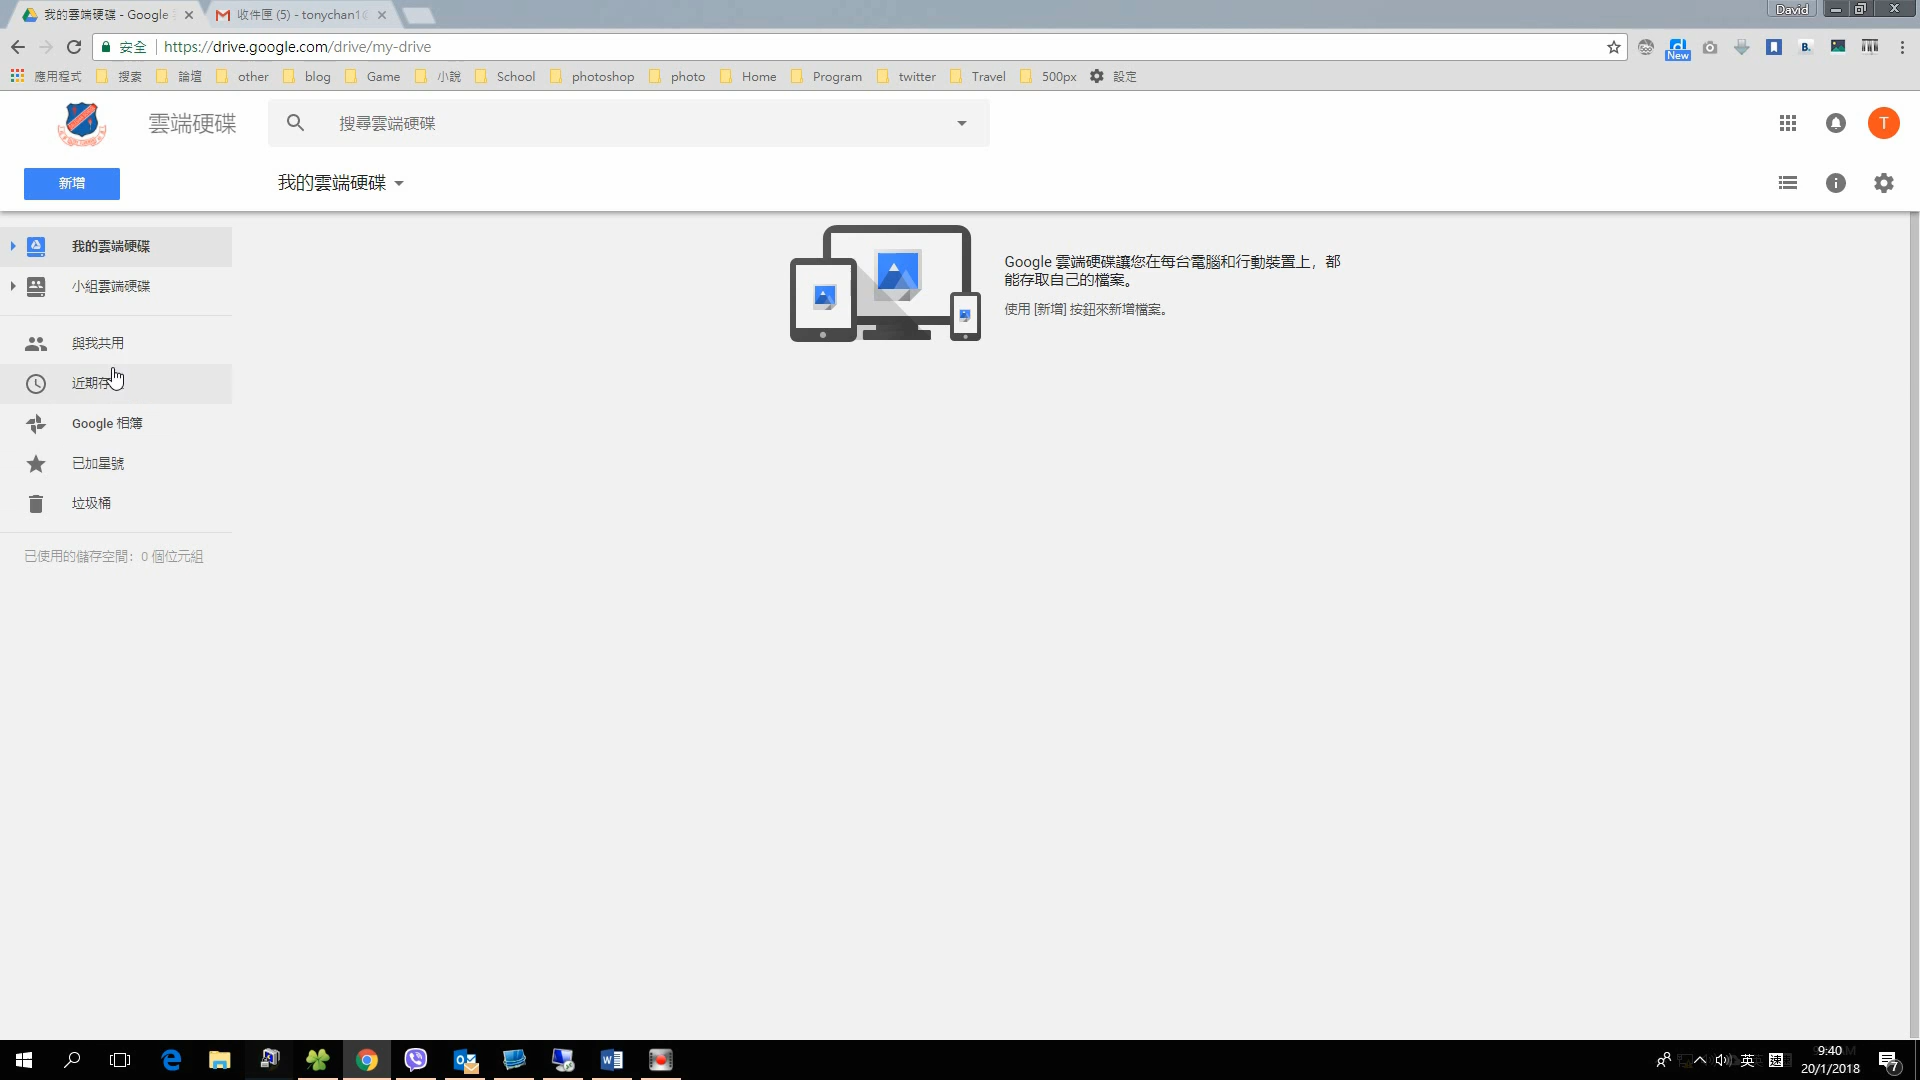 我的雲端硬碟 - Google
收件匣 (5) - tonychan1
David
安全 https://drive.google.com/drive/my-drive
New
應用程式 搜索 論壇 other blog Game 小說 School photoshop photo Home Program twitter Travel 500px 設定
雲端硬碟
搜尋雲端硬碟
T
新增
我的雲端硬碟
我的雲端硬碟
小組雲端硬碟
與我共用
近期存
Google 相簿
已加星號
垃圾桶
已使用的儲存空間：0 個位元組
Google 雲端硬碟讓您在每台電腦和行動裝置上，都
能存取自己的檔案。
使用 [新增] 按鈕來新增檔案。
英 速
9:40
20/1/2018
7